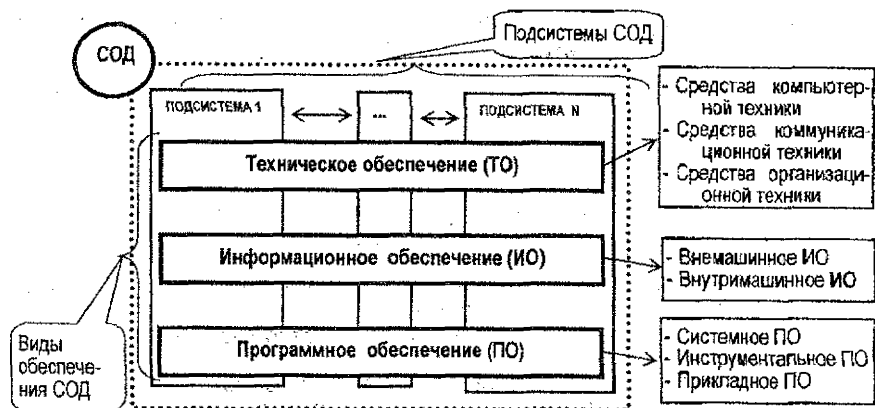 СОД
Подсистемы СОД
ПОДСИСТЕМА 1
...
ПОДСИСТЕМА N
Техническое обеспечение (ТО)
- Средства компьютер-
ной техники
- Средства коммуника-
ционной техники
- Средства организаци-
онной техники
Информационное обеспечение (ИО)
- Внемашинное ИО
- Внутримашинное ИО
Программное обеспечение (ПО)
- Системное ПО
- Инструментальное ПО
- Прикладное ПО
Виды
обеспече-
ния СОД